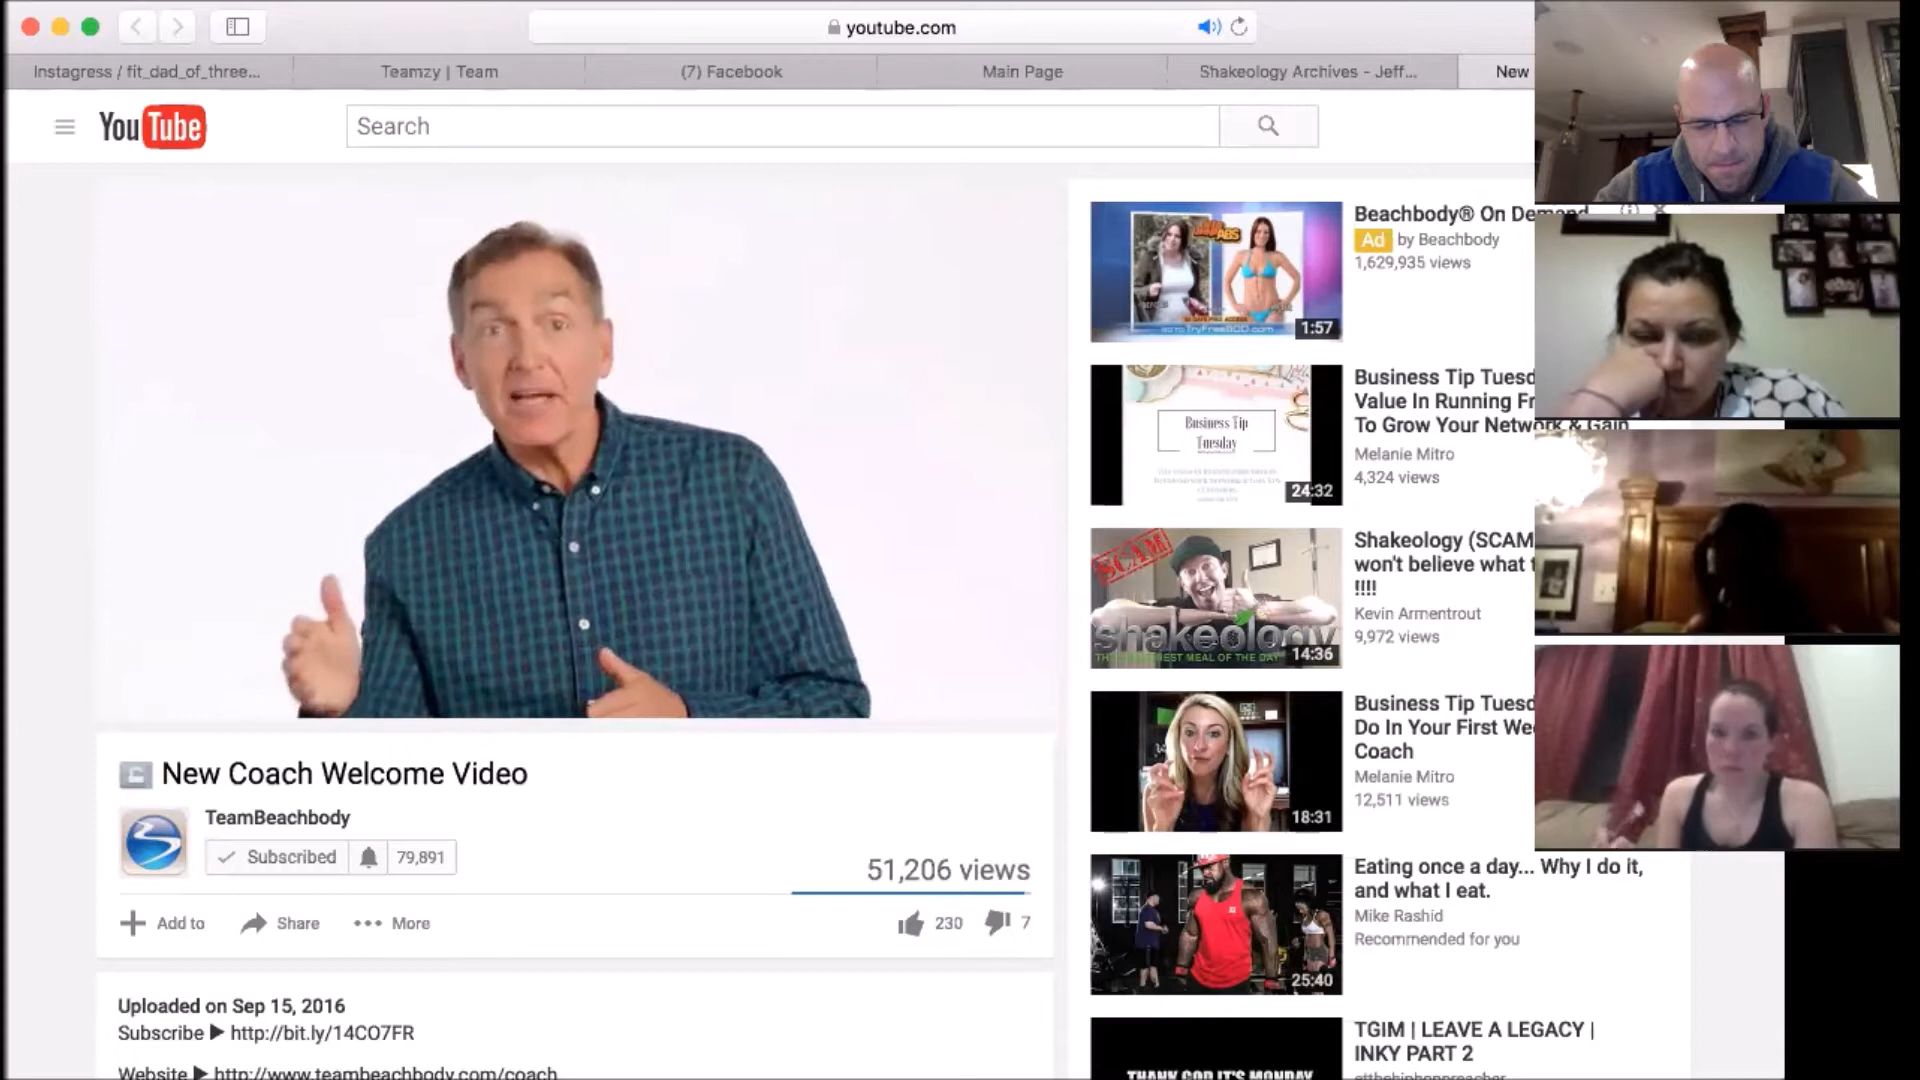 youtube.com
Instagress / fit_dad_of_three...
Teamzy | Team
(7) Facebook
Main Page
Shakeology Archives - Jeff...
New
YouTube
Search
Beachbody® On Demand
Ad by Beachbody
1,629,935 views
1:57
Business Tip
Tuesday
24:32
Business Tip Tuesd
Value In Running Fr
To Grow Your Network & Gain
Melanie Mitro
4,324 views
SCAM
shakeology
14:36
Shakeology (SCAM
won't believe what t
!!!!
Kevin Armentrout
9,972 views
18:31
Business Tip Tuesd
Do In Your First We
Coach
Melanie Mitro
12,511 views
New Coach Welcome Video
TeamBeachbody
Subscribed
79,891
51,206 views
Add to
Share
More
230
7
25:40
Eating once a day... Why I do it,
and what I eat.
Mike Rashid
Recommended for you
Uploaded on Sep 15, 2016
Subscribe ▶ http://bit.ly/14CO7FR
Website ▶ http://www.teambeachbody.com/coach
THANK GOD IT'S MONDAY
TGIM | LEAVE A LEGACY |
INKY PART 2